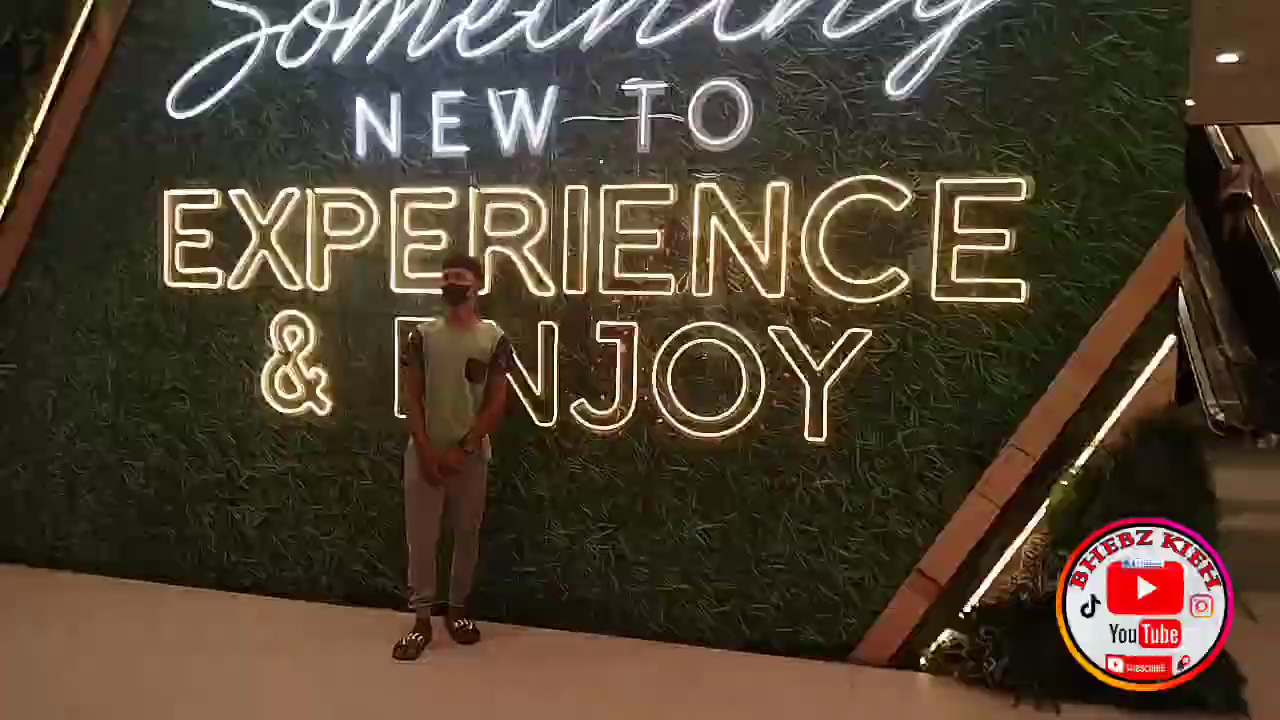 Something
NEW TO
EXPERIENCE
& ENJOY
BHEBZ KIEH
YouTube
SUBSCRIBE